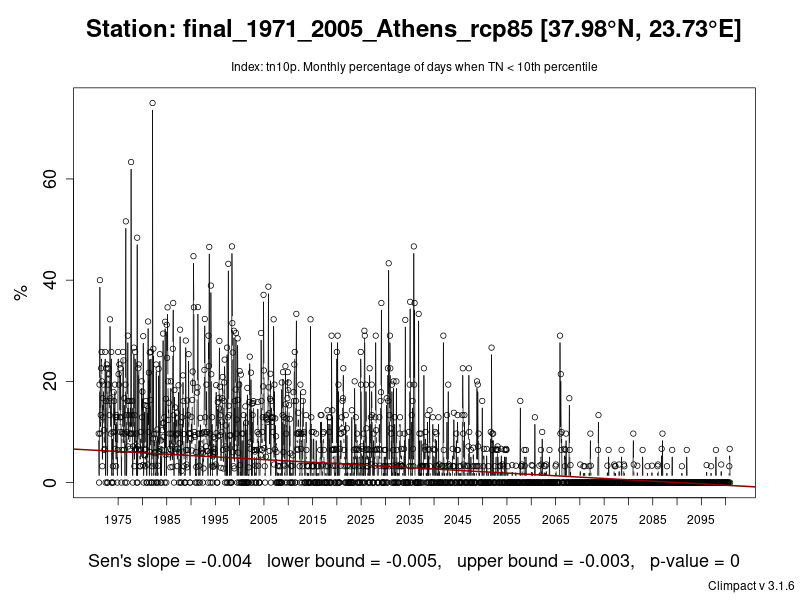 Station: final_1971_2005_Athens_rcp85 [37.98°N, 23.73°E]
Index: tn10p. Monthly percentage of days when TN < 10th percentile
60
40
%
20
0
1975 1985 1995 2005 2015 2025 2035 2045 2055 2065 2075 2085 2095
Sen's slope = -0.004 lower bound = -0.005, upper bound = -0.003, p-value = 0
Climpact v 3.1.6